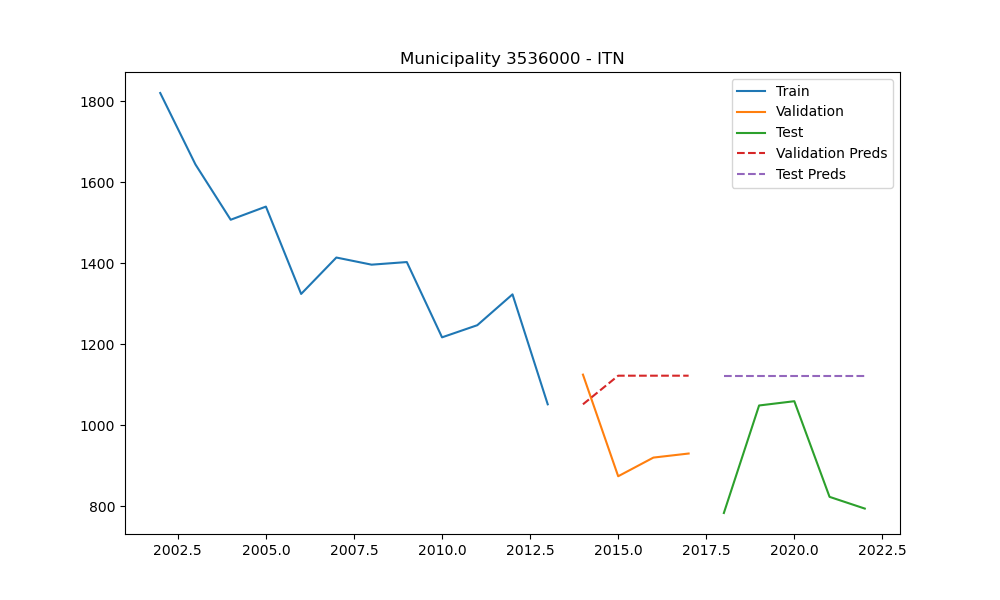 Municipality 3536000 - ITN
Train
Validation
Test
Validation Preds
Test Preds
1800
1600
1400
1200
1000
800
2002.5 2005.0 2007.5 2010.0 2012.5 2015.0 2017.5 2020.0 2022.5